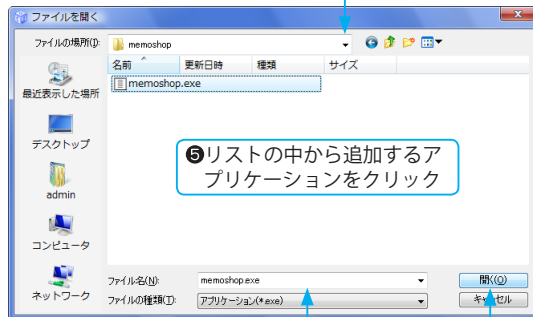 ファイルを開く
ファイルの場所(I):
memoshop
名前
更新日時
種類
サイズ
memoshop.exe
最近表示した場所
デスクトップ
admin
コンピュータ
ネットワーク
❺リストの中から追加するア
プリケーションをクリック
ファイル名(N):
memoshop.exe
開く(O)
ファイルの種類(T):
アプリケーション(*.exe)
キャンセル